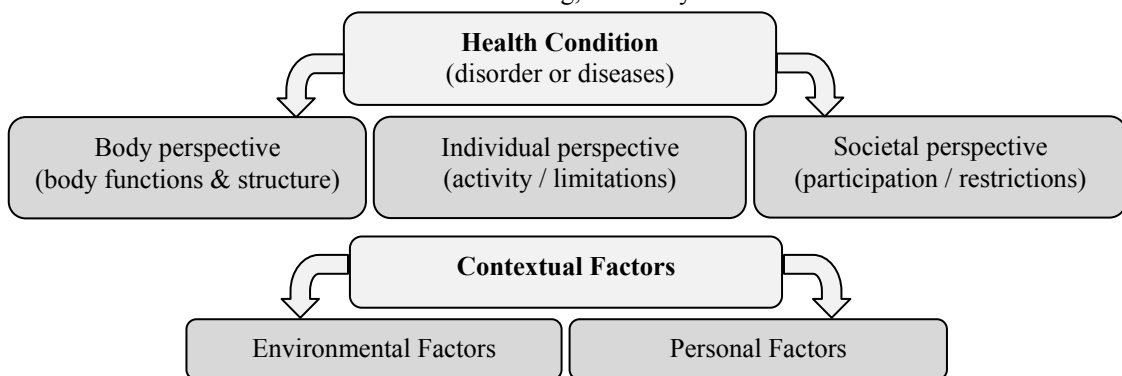 Health Condition
(disorder or diseases)
Body perspective
(body functions & structure)
Individual perspective
(activity / limitations)
Societal perspective
(participation / restrictions)
Contextual Factors
Environmental Factors
Personal Factors